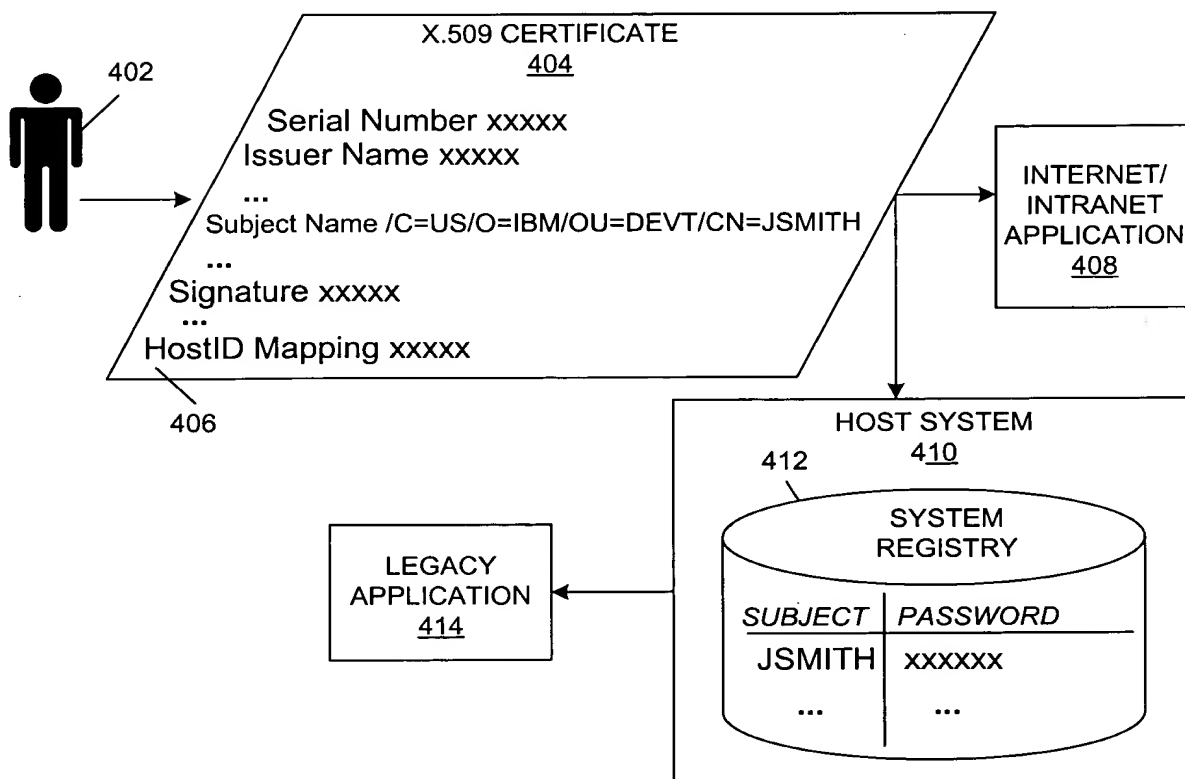 X.509 CERTIFICATE
404
402
Serial Number xxxxx
Issuer Name xxxxx
...
Subject Name /C=US/O=IBM/OU=DEVT/CN=JSMITH
...
Signature xxxxx
...
HostID Mapping xxxxx
406
INTERNET/
INTRANET
APPLICATION
408
HOST SYSTEM
410
412
SYSTEM
REGISTRY
SUBJECT PASSWORD
JSMITH xxxxxx
... ...
LEGACY
APPLICATION
414